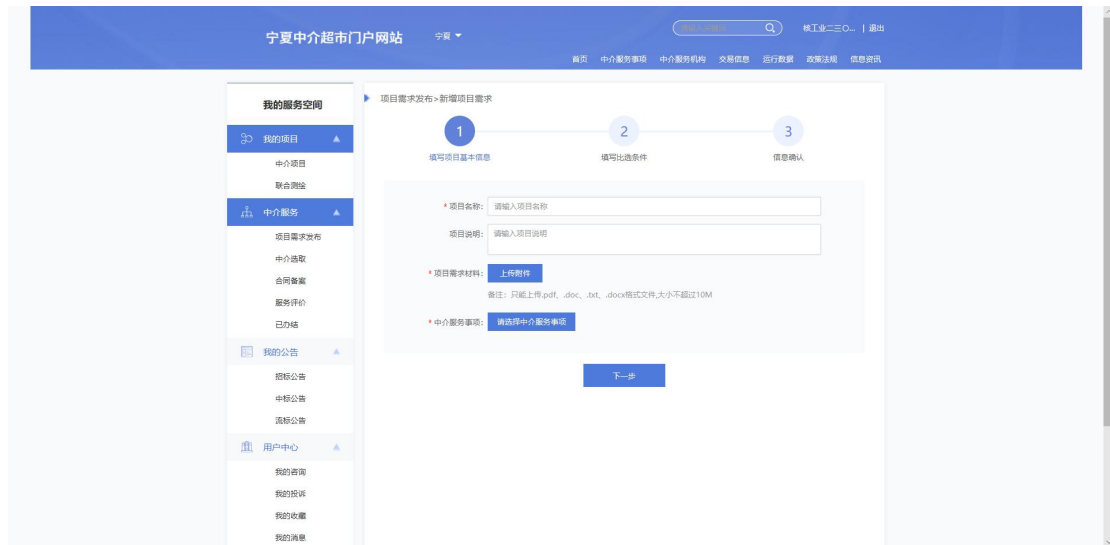 宁夏中介超市门户网站
宁夏
核工业二三〇... | 退出
首页 中介服务事项 中介服务机构 交易信息 运行数据 政策法规 信息资讯
我的服务空间
我的项目
中介项目
联合测绘
中介服务
项目需求发布
中介选取
合同备案
服务评价
已办结
我的公告
招标公告
中标公告
流标公告
用户中心
我的咨询
我的投诉
我的收藏
我的消息
项目需求发布>新增项目需求
1 2 3
填写项目基本信息 填写比选条件 信息确认
* 项目名称: 请输入项目名称
项目说明: 请输入项目说明
* 项目需求材料: 上传附件
备注：只能上传.pdf、.doc、.txt、.docx格式文件,大小不超过10M
* 中介服务事项: 请选择中介服务事项
下一步